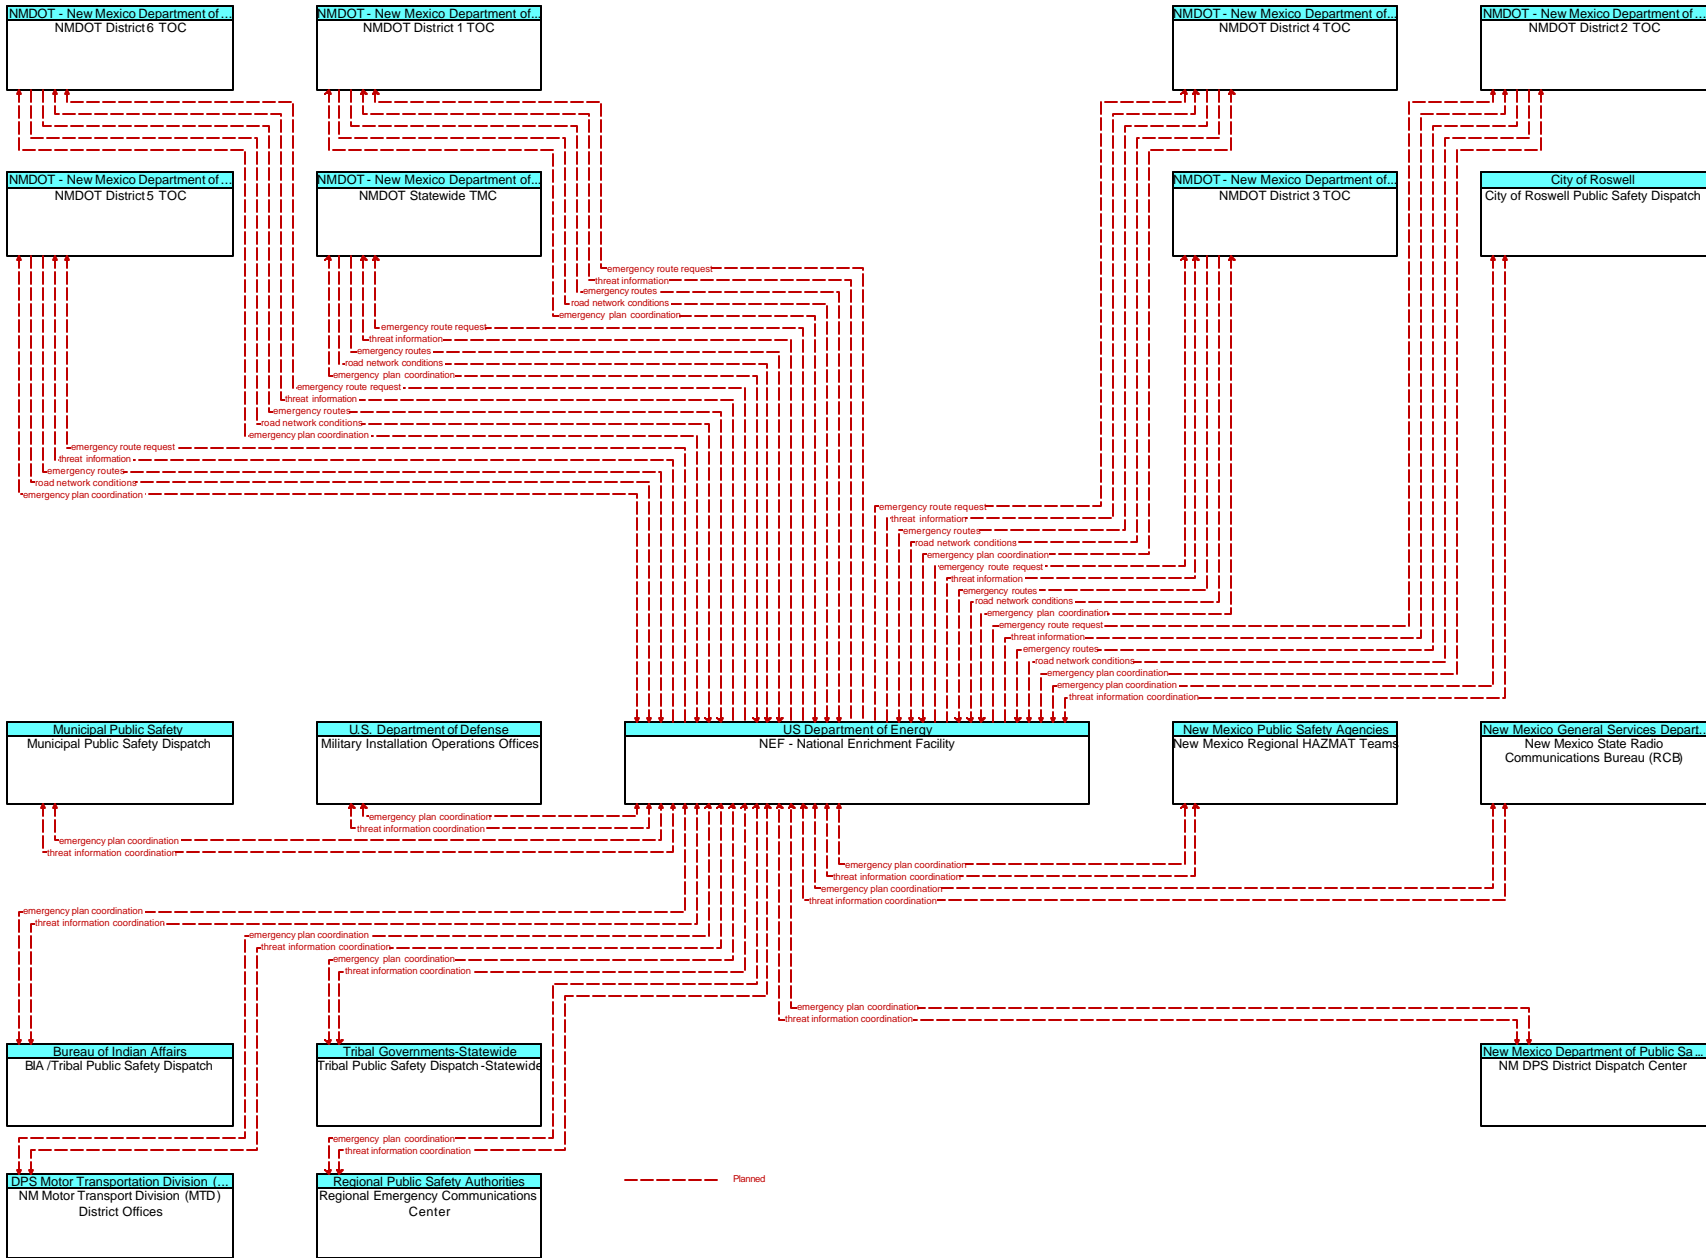 NMDOT - New Mexico Department of ...
NMDOT District 6 TOC
NMDOT - New Mexico Department of...
NMDOT District 1 TOC
NMDOT - New Mexico Department of...
NMDOT District 4 TOC
NMDOT - New Mexico Department of ...
NMDOT District 2 TOC
NMDOT - New Mexico Department of ...
NMDOT District 5 TOC
NMDOT - New Mexico Department of...
NMDOT Statewide TMC
NMDOT - New Mexico Department of...
NMDOT District 3 TOC
City of Roswell
City of Roswell Public Safety Dispatch
emergency route request
threat information
emergency routes
road network conditions
emergency plan coordination
emergency route request
threat information
emergency routes
road network conditions
emergency plan coordination
emergency route request
threat information
emergency routes
road network conditions
emergency plan coordination
emergency route request
threat information
emergency routes
road network conditions
emergency plan coordination
emergency route request
threat information
emergency routes
road network conditions
emergency plan coordination
emergency route request
threat information
emergency routes
road network conditions
emergency plan coordination
emergency route request
threat information
emergency routes
road network conditions
emergency plan coordination
emergency plan coordination
threat information coordination
Municipal Public Safety
Municipal Public Safety Dispatch
U.S. Department of Defense
Military Installation Operations Offices
US Department of Energy
NEF - National Enrichment Facility
New Mexico Public Safety Agencies
New Mexico Regional HAZMAT Teams
New Mexico General Services Depart...
New Mexico State Radio
Communications Bureau (RCB)
emergency plan coordination
threat information coordination
emergency plan coordination
threat information coordination
emergency plan coordination
threat information coordination
emergency plan coordination
threat information coordination
emergency plan coordination
threat information coordination
emergency plan coordination
threat information coordination
emergency plan coordination
threat information coordination
emergency plan coordination
threat information coordination
Bureau of Indian Affairs
BIA /Tribal Public Safety Dispatch
Tribal Governments-Statewide
Tribal Public Safety Dispatch -Statewide
New Mexico Department of Public Sa ...
NM DPS District Dispatch Center
emergency plan coordination
threat information coordination
DPS Motor Transportation Division (...
NM Motor Transport Division (MTD)
District Offices
Regional Public Safety Authorities
Regional Emergency Communications
Center
Planned